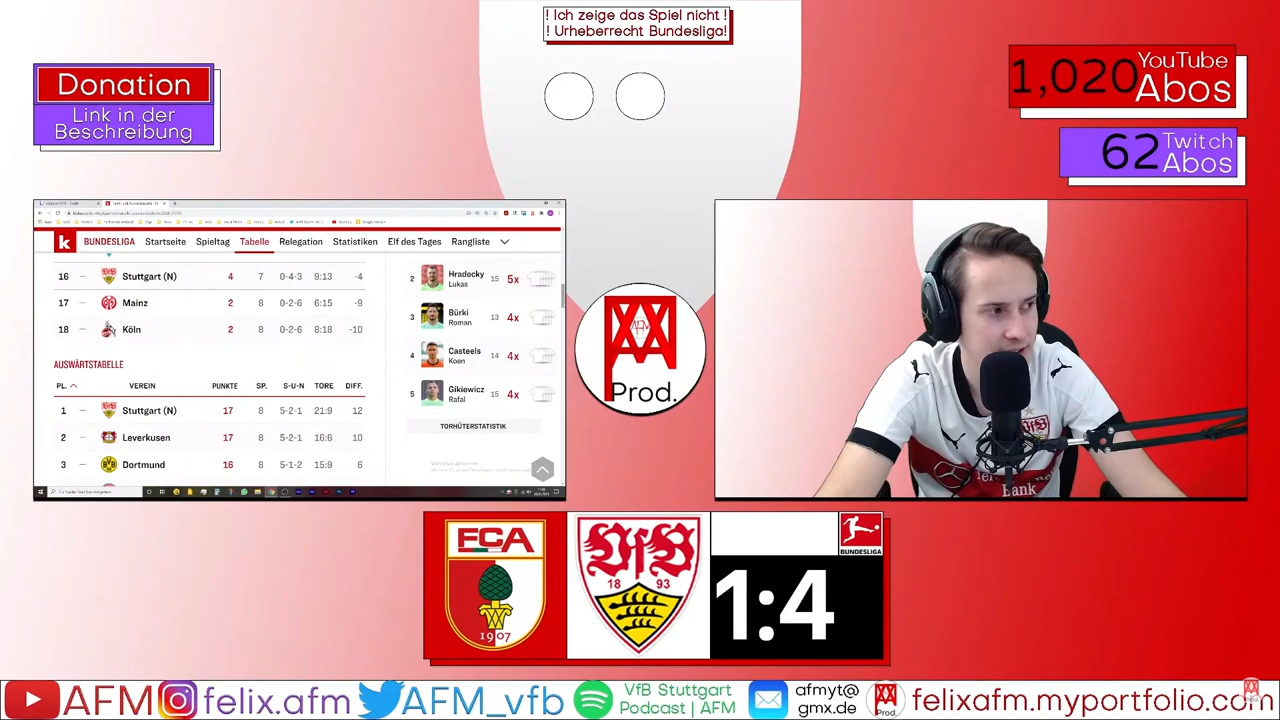 ! Ich zeige das Spiel nicht !
! Urheberrecht Bundesliga!
Donation
Link in der
Beschreibung
1,020 YouTube Abos
62 Twitch Abos
BUNDESLIGA Startseite Spieltag Tabelle Relegation Statistiken Elf des Tages Rangliste
16 Stuttgart (N) 4 7 0-4-3 9:13 -4
17 Mainz 2 8 0-2-6 6:15 -9
18 Köln 2 8 0-2-6 8:18 -10
AUSWÄRTSTABELLE
PL. VEREIN PUNKTE SP. S-U-N TORE DIFF.
1 Stuttgart (N) 17 8 5-2-1 21:9 12
2 Leverkusen 17 8 5-2-1 16:6 10
3 Dortmund 16 8 5-1-2 15:9 6
2 Hradecky Lukas 15 5x
3 Bürki Roman 13 4x
4 Casteels Koen 14 4x
5 Gikiewicz Rafal 15 4x
TORHÜTERSTATISTIK
AFM
Prod.
VfB
Bank
FCA
1907
VfB
18 93
BUNDESLIGA
1:4
AFM
felix.afm
AFM_vfb
VfB Stuttgart
Podcast | AFM
afmyt@
gmx.de
Prod.
felixafm.myportfolio.com